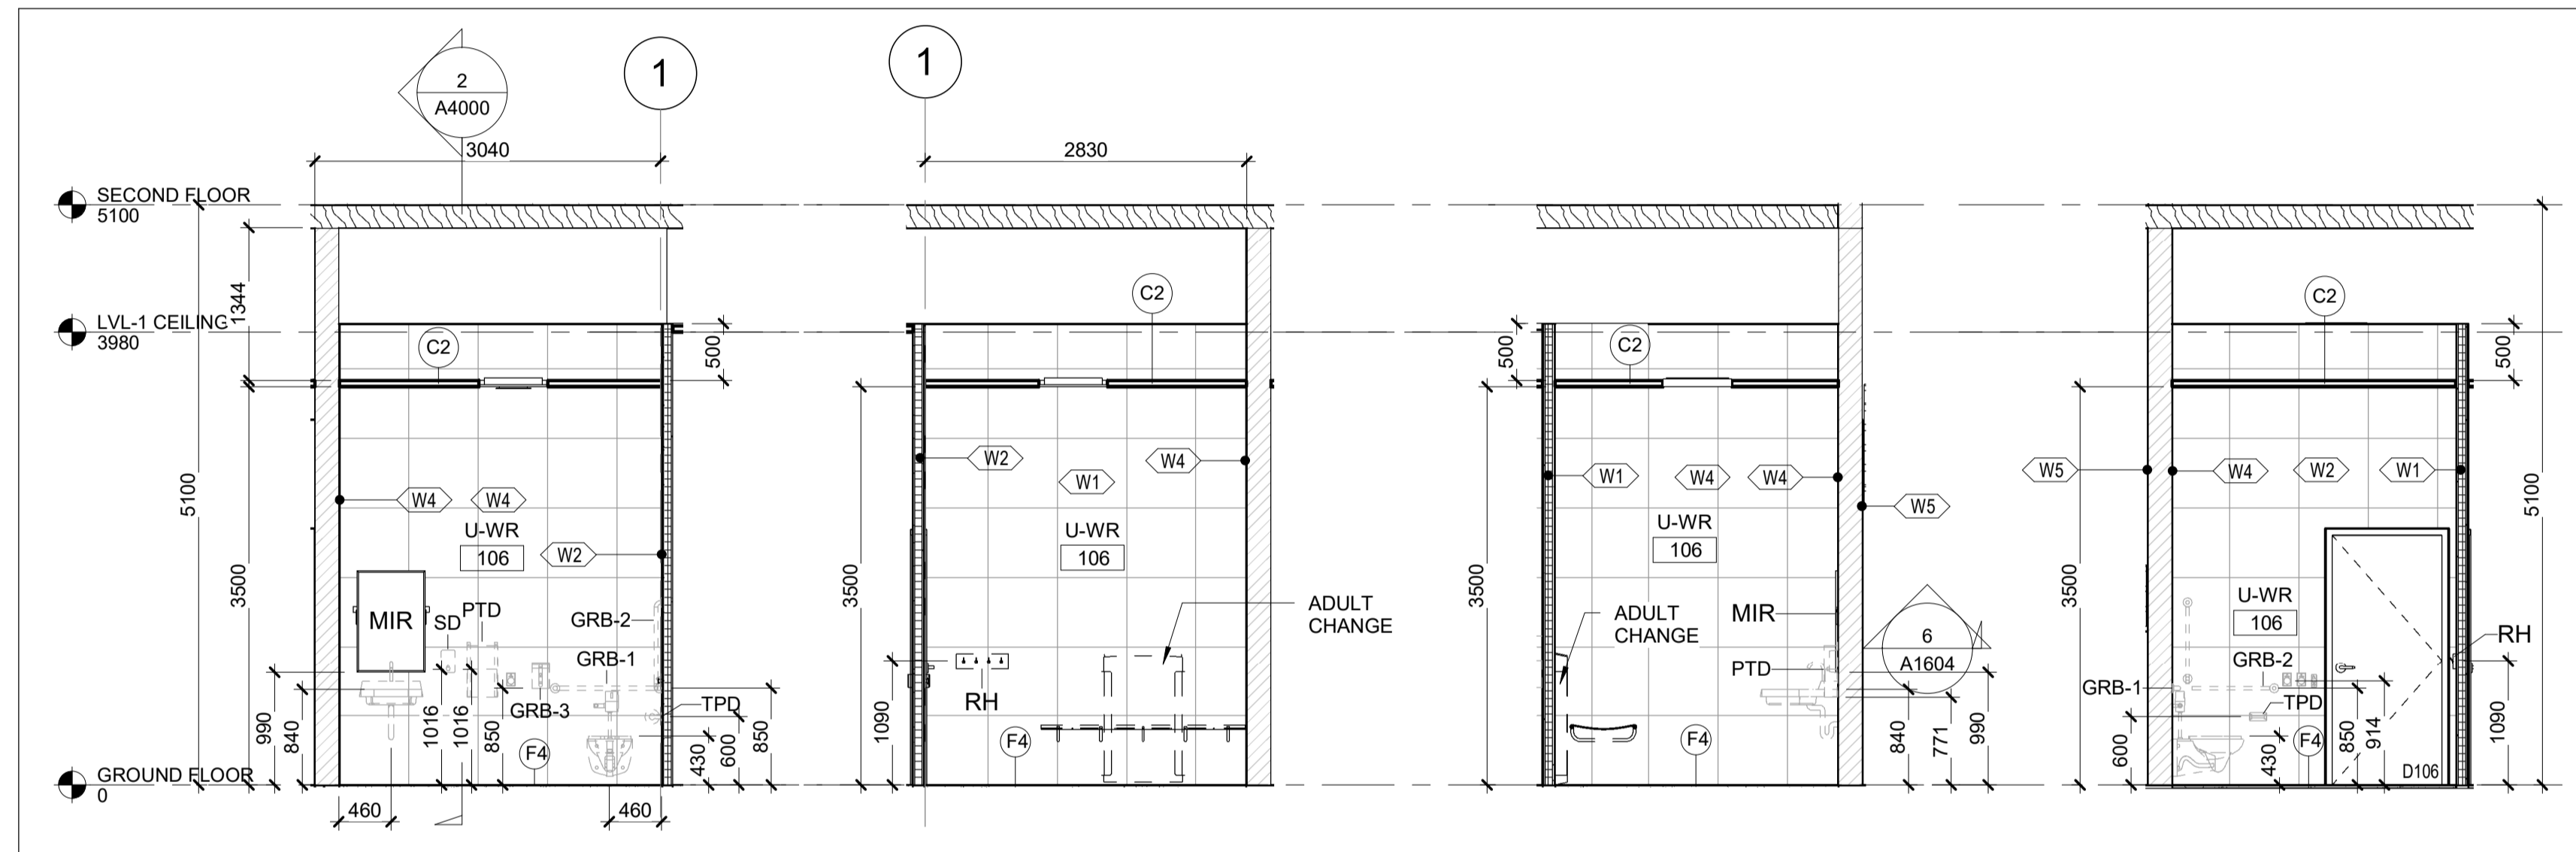 2
A4000
1
1
3040
2830
SECOND FLOOR
5100
1344
LVL-1 CEILING
3980
5100
3500
GROUND FLOOR
0
C2
500
W4
W4
U-WR
106
W2
MIR
SD
PTD
GRB-2
GRB-1
GRB-3
TPD
F4
990
840
1016
1016
850
430
600
850
460
460
C2
W2
W1
W4
U-WR
106
3500
1090
RH
F4
ADULT
CHANGE
500
C2
3500
W1
W4
W4
W5
U-WR
106
ADULT
CHANGE
MIR
PTD
6
A1604
F4
840
771
990
C2
500
W5
W4
W2
W1
3500
5100
U-WR
106
RH
GRB-2
GRB-1
TPD
600
430
F4
850
914
D106
1090